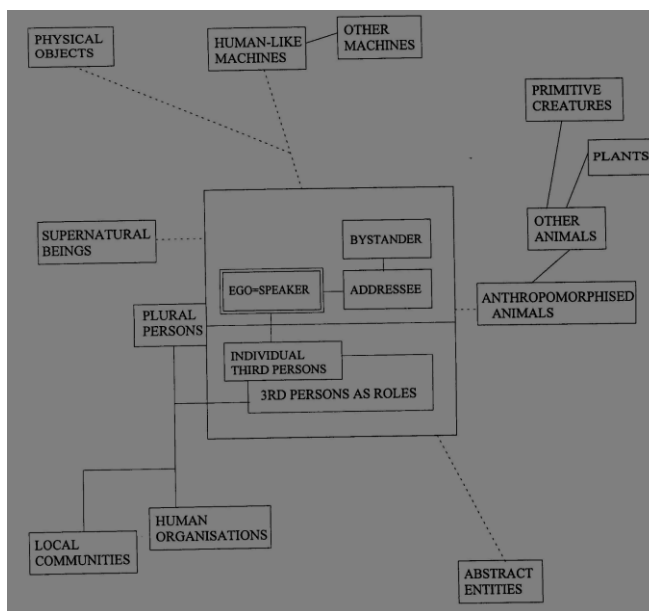 PHYSICAL
OBJECTS
HUMAN-LIKE
MACHINES
OTHER
MACHINES
PRIMITIVE
CREATURES
PLANTS
SUPERNATURAL
BEINGS
BYSTANDER
OTHER
ANIMALS
EGO=SPEAKER
ADDRESSEE
ANTHROPOMORPHISED
ANIMALS
PLURAL
PERSONS
INDIVIDUAL
THIRD PERSONS
3RD PERSONS AS ROLES
HUMAN
ORGANISATIONS
LOCAL
COMMUNITIES
ABSTRACT
ENTITIES